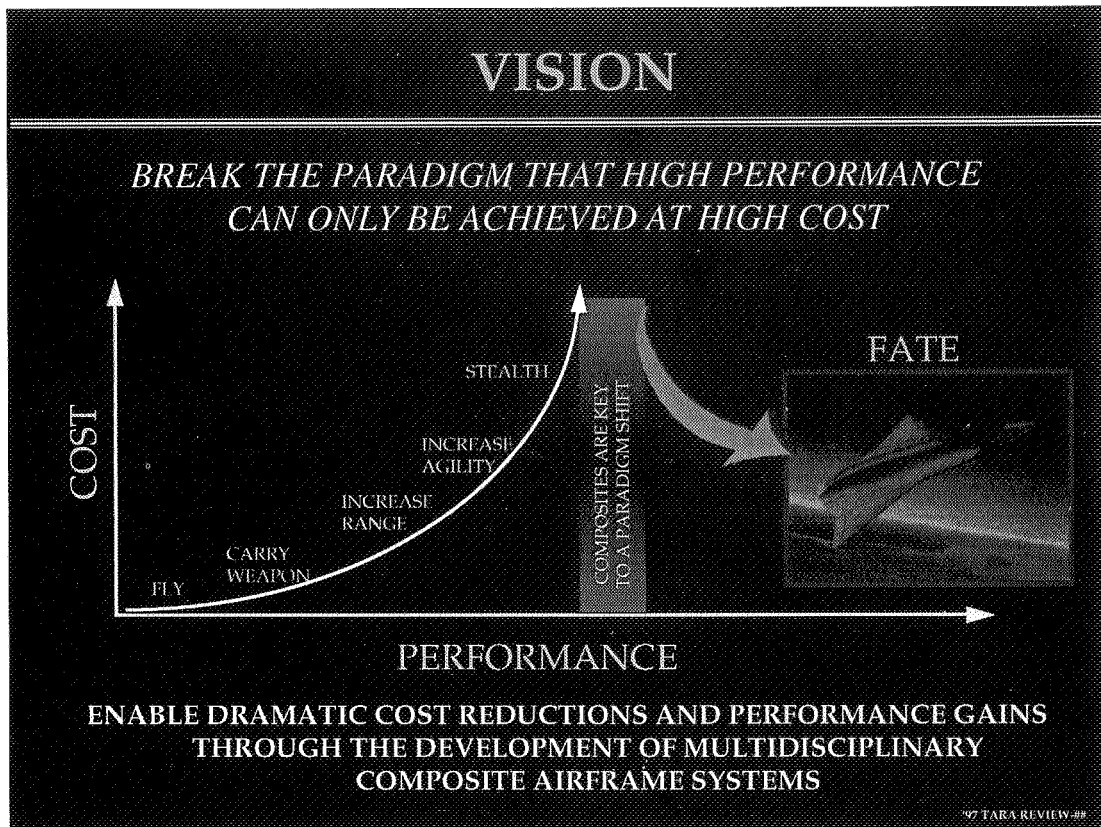 VISION
BREAK THE PARADIGM THAT HIGH PERFORMANCE
CAN ONLY BE ACHIEVED AT HIGH COST
COST
FLY
CARRY
WEAPON
INCREASE
RANGE
INCREASE
AGILITY
STEALTH
COMPOSITES ARE KEY
TO A PARADIGM SHIFT
FATE
PERFORMANCE
ENABLE DRAMATIC COST REDUCTIONS AND PERFORMANCE GAINS
THROUGH THE DEVELOPMENT OF MULTIDISCIPLINARY
COMPOSITE AIRFRAME SYSTEMS
'97 TARA REVIEW-##